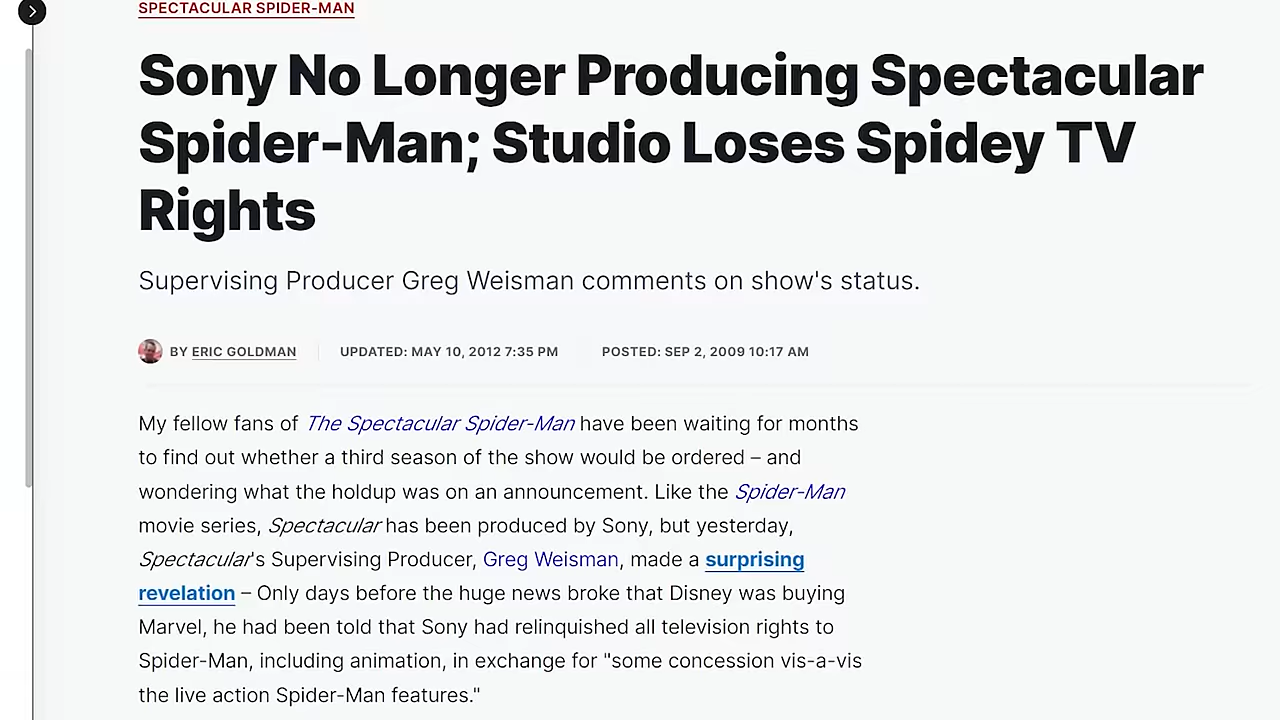 SPECTACULAR SPIDER-MAN
Sony No Longer Producing Spectacular
Spider-Man; Studio Loses Spidey TV
Rights
Supervising Producer Greg Weisman comments on show's status.
BY ERIC GOLDMAN UPDATED: MAY 10, 2012 7:35 PM POSTED: SEP 2, 2009 10:17 AM
My fellow fans of The Spectacular Spider-Man have been waiting for months
to find out whether a third season of the show would be ordered – and
wondering what the holdup was on an announcement. Like the Spider-Man
movie series, Spectacular has been produced by Sony, but yesterday,
Spectacular's Supervising Producer, Greg Weisman, made a surprising
revelation – Only days before the huge news broke that Disney was buying
Marvel, he had been told that Sony had relinquished all television rights to
Spider-Man, including animation, in exchange for "some concession vis-a-vis
the live action Spider-Man features."